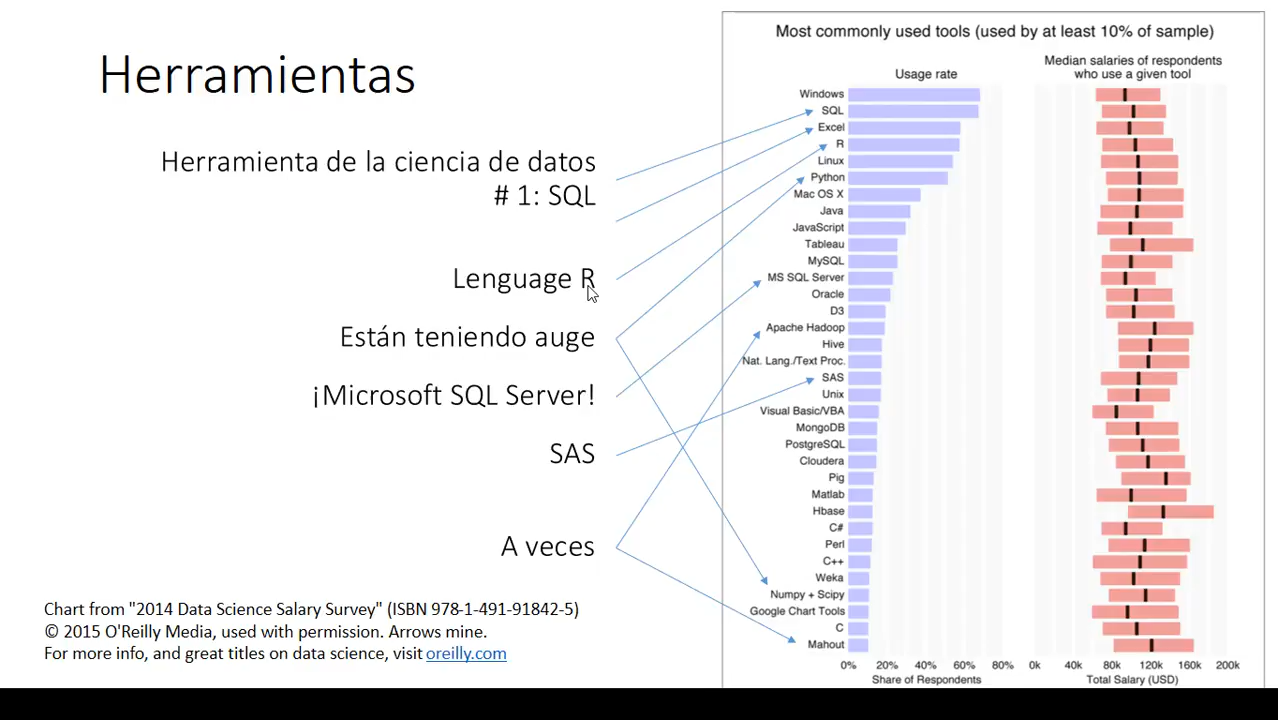 Herramientas
Herramienta de la ciencia de datos
# 1: SQL
Lenguage R
Están teniendo auge
¡Microsoft SQL Server!
SAS
A veces
Chart from "2014 Data Science Salary Survey" (ISBN 978-1-491-91842-5)
© 2015 O'Reilly Media, used with permission. Arrows mine.
For more info, and great titles on data science, visit oreilly.com
Most commonly used tools (used by at least 10% of sample)
Usage rate
Median salaries of respondents
who use a given tool
Windows
SQL
Excel
R
Linux
Python
Mac OS X
Java
JavaScript
Tableau
MySQL
MS SQL Server
Oracle
D3
Apache Hadoop
Hive
Nat. Lang./Text Proc.
SAS
Unix
Visual Basic/VBA
MongoDB
PostgreSQL
Cloudera
Pig
Matlab
Hbase
C#
Perl
C++
Weka
Numpy + Scipy
Google Chart Tools
C
Mahout
0% 20% 40% 60% 80% 0k 40k 80k 120k 160k 200k
Share of Respondents Total Salary (USD)